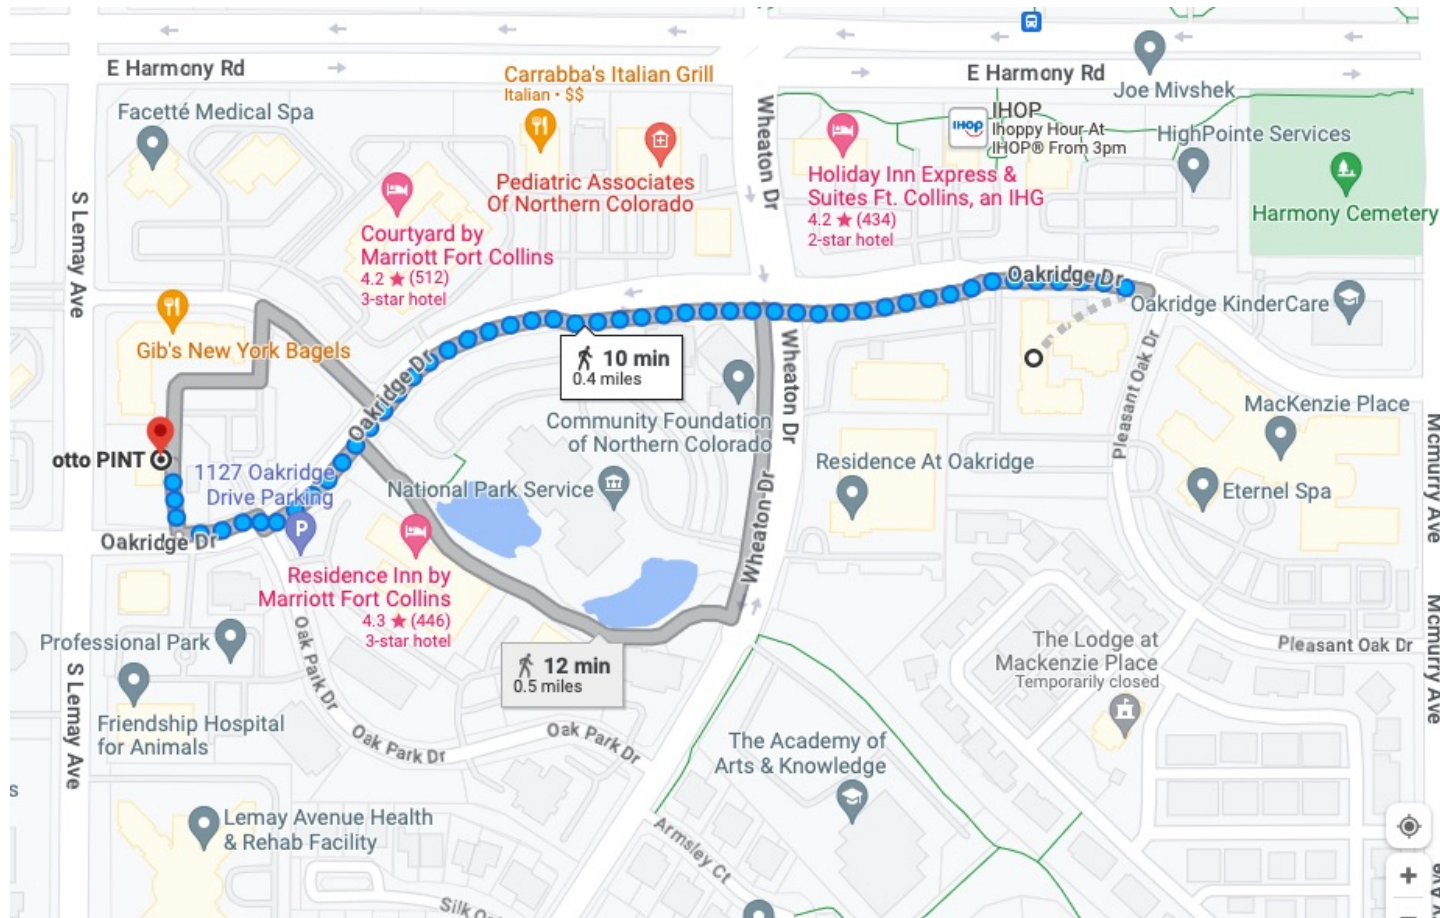 E Harmony Rd
E Harmony Rd
Joe Mivshek
Carrabba's Italian Grill
Italian • $$
Facetté Medical Spa
IHOP
IHOP
Ihoppy Hour At
IHOP® From 3pm
HighPointe Services
Wheaton Dr
Pediatric Associates
Of Northern Colorado
Holiday Inn Express &
Suites Ft. Collins, an IHG
4.2 ★ (434)
2-star hotel
Harmony Cemetery
S Lemay Ave
Courtyard by
Marriott Fort Collins
4.2 ★ (512)
3-star hotel
Oakridge Dr
Oakridge KinderCare
Gib's New York Bagels
10 min
0.4 miles
Oakridge Dr
Wheaton Dr
Pleasant Oak Dr
MacKenzie Place
Community Foundation
of Northern Colorado
otto PINT
1127 Oakridge
Drive Parking
P
National Park Service
Residence At Oakridge
Eternel Spa
Mcmurry Ave
Oakridge Dr
Wheaton Dr
Residence Inn by
Marriott Fort Collins
4.3 ★ (446)
3-star hotel
Professional Park
Oak Park Dr
12 min
0.5 miles
The Lodge at
Mackenzie Place
Temporarily closed
Pleasant Oak Dr
Mcmurry Ave
S Lemay Ave
Friendship Hospital
for Animals
Oak Park Dr
Oak Park Dr
The Academy of
Arts & Knowledge
s
Lemay Avenue Health
& Rehab Facility
Armsley Ct
+